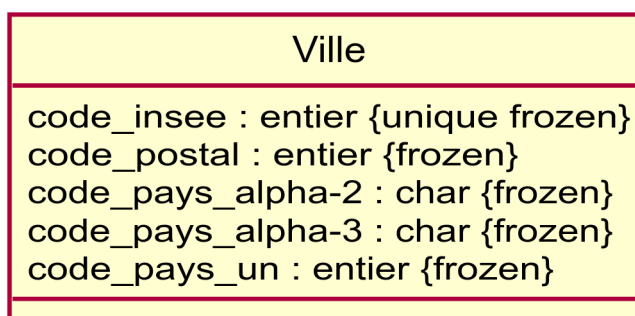 Ville
code_insee : entier {unique frozen}
code_postal : entier {frozen}
code_pays_alpha-2 : char {frozen}
code_pays_alpha-3 : char {frozen}
code_pays_un : entier {frozen}